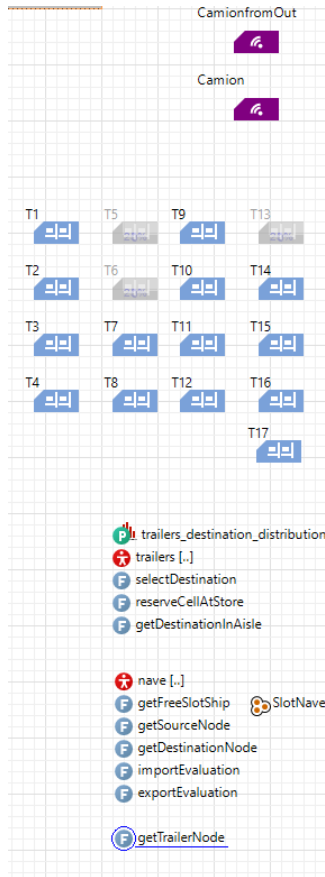 CamionfromOut
Camion
T1 T5 T9 T13
T2 T6 T10 T14
T3 T7 T11 T15
T4 T8 T12 T16
T17
trailers_destination_distribution
trailers [..]
selectDestination
reserveCellAtStore
getDestinationInAisle
nave [..]
getFreeSlotShip SlotNave
getSourceNode
getDestinationNode
importEvaluation
exportEvaluation
getTrailerNode